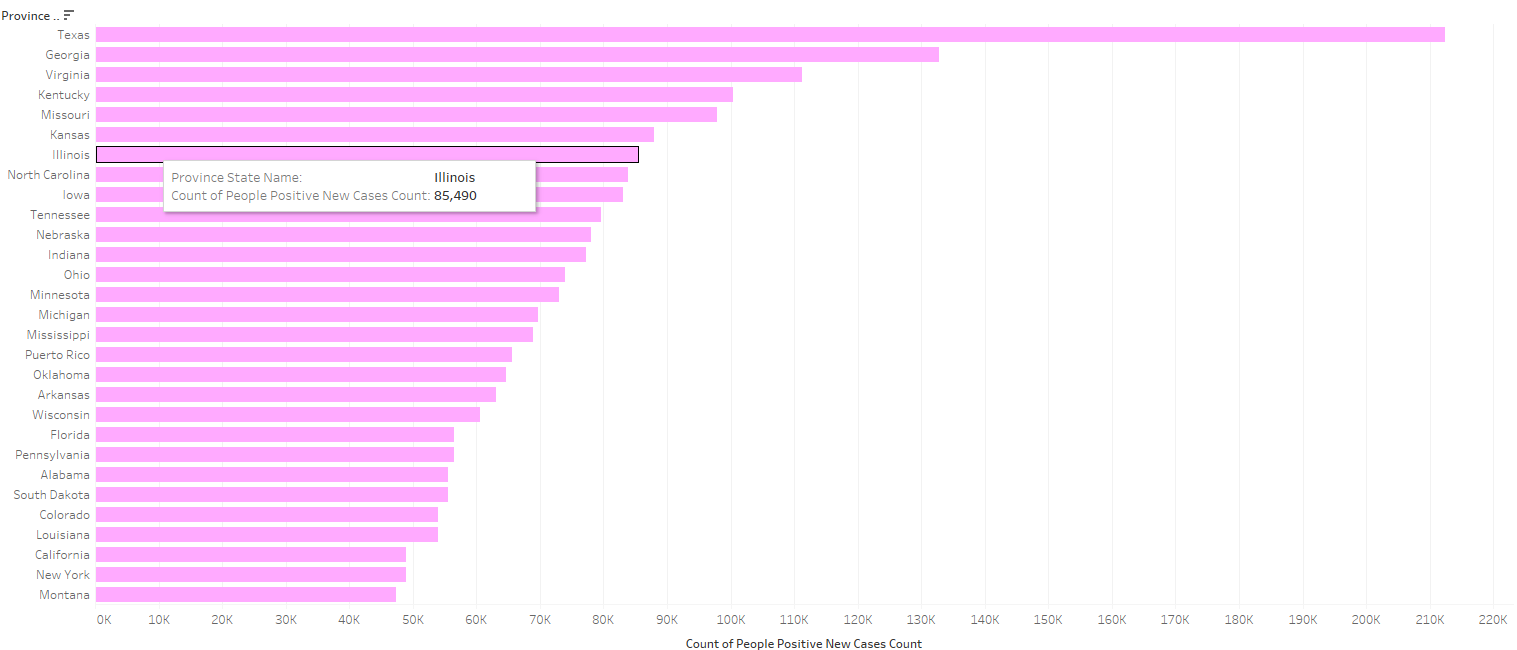 Province ..
Texas
Georgia
Virginia
Kentucky
Missouri
Kansas
Illinois
North Carolina
Iowa
Tennessee
Nebraska
Indiana
Ohio
Minnesota
Michigan
Mississippi
Puerto Rico
Oklahoma
Arkansas
Wisconsin
Florida
Pennsylvania
Alabama
South Dakota
Colorado
Louisiana
California
New York
Montana
Province State Name: Illinois
Count of People Positive New Cases Count: 85,490
0K 10K 20K 30K 40K 50K 60K 70K 80K 90K 100K 110K 120K 130K 140K 150K 160K 170K 180K 190K 200K 210K 220K
Count of People Positive New Cases Count